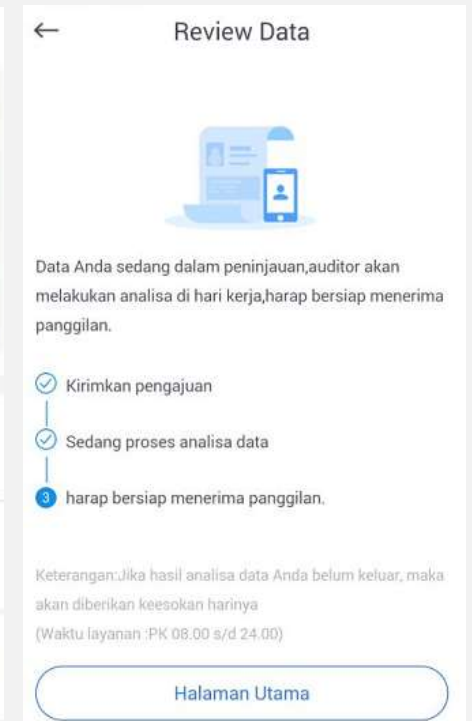 Review Data
Data Anda sedang dalam peninjauan,auditor akan
melakukan analisa di hari kerja,harap bersiap menerima
panggilan.
Kirimkan pengajuan
Sedang proses analisa data
3 harap bersiap menerima panggilan.
Keterangan:Jika hasil analisa data Anda belum keluar, maka
akan diberikan keesokan harinya
(Waktu layanan :PK 08.00 s/d 24.00)
Halaman Utama